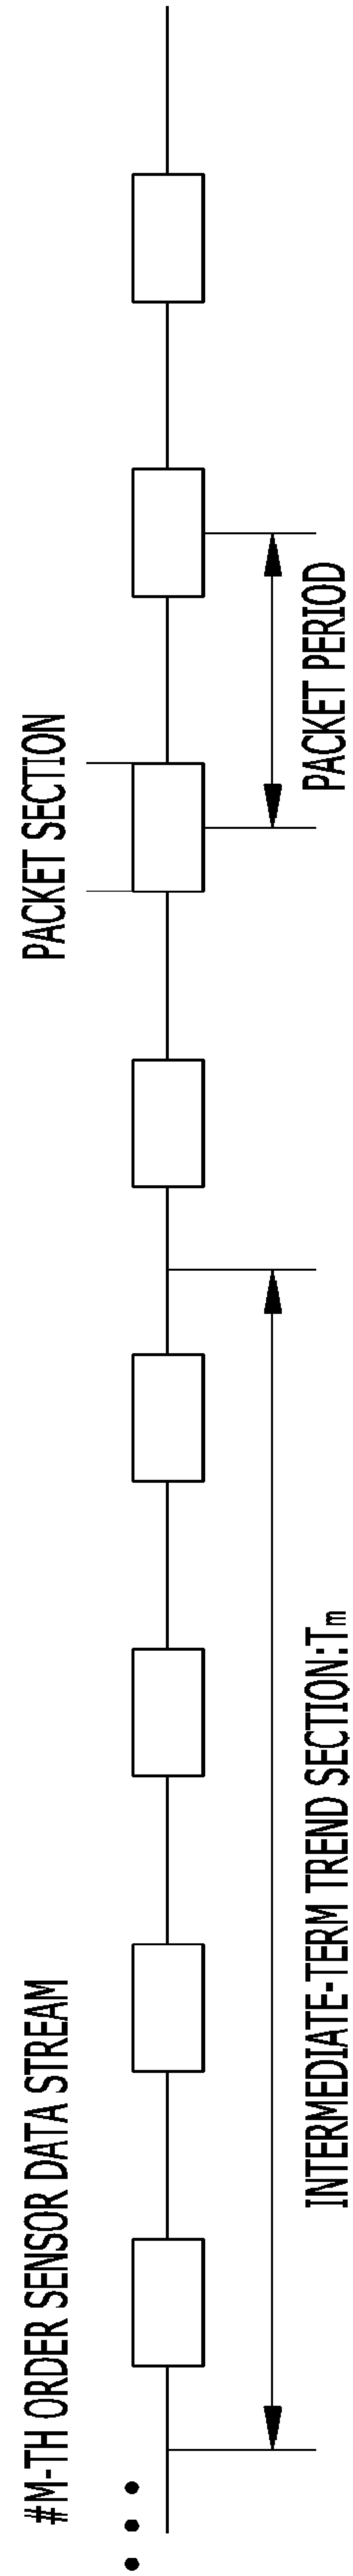 #M-TH ORDER SENSOR DATA STREAM
PACKET SECTION
INTERMEDIATE-TERM TREND SECTION:Tm
PACKET PERIOD